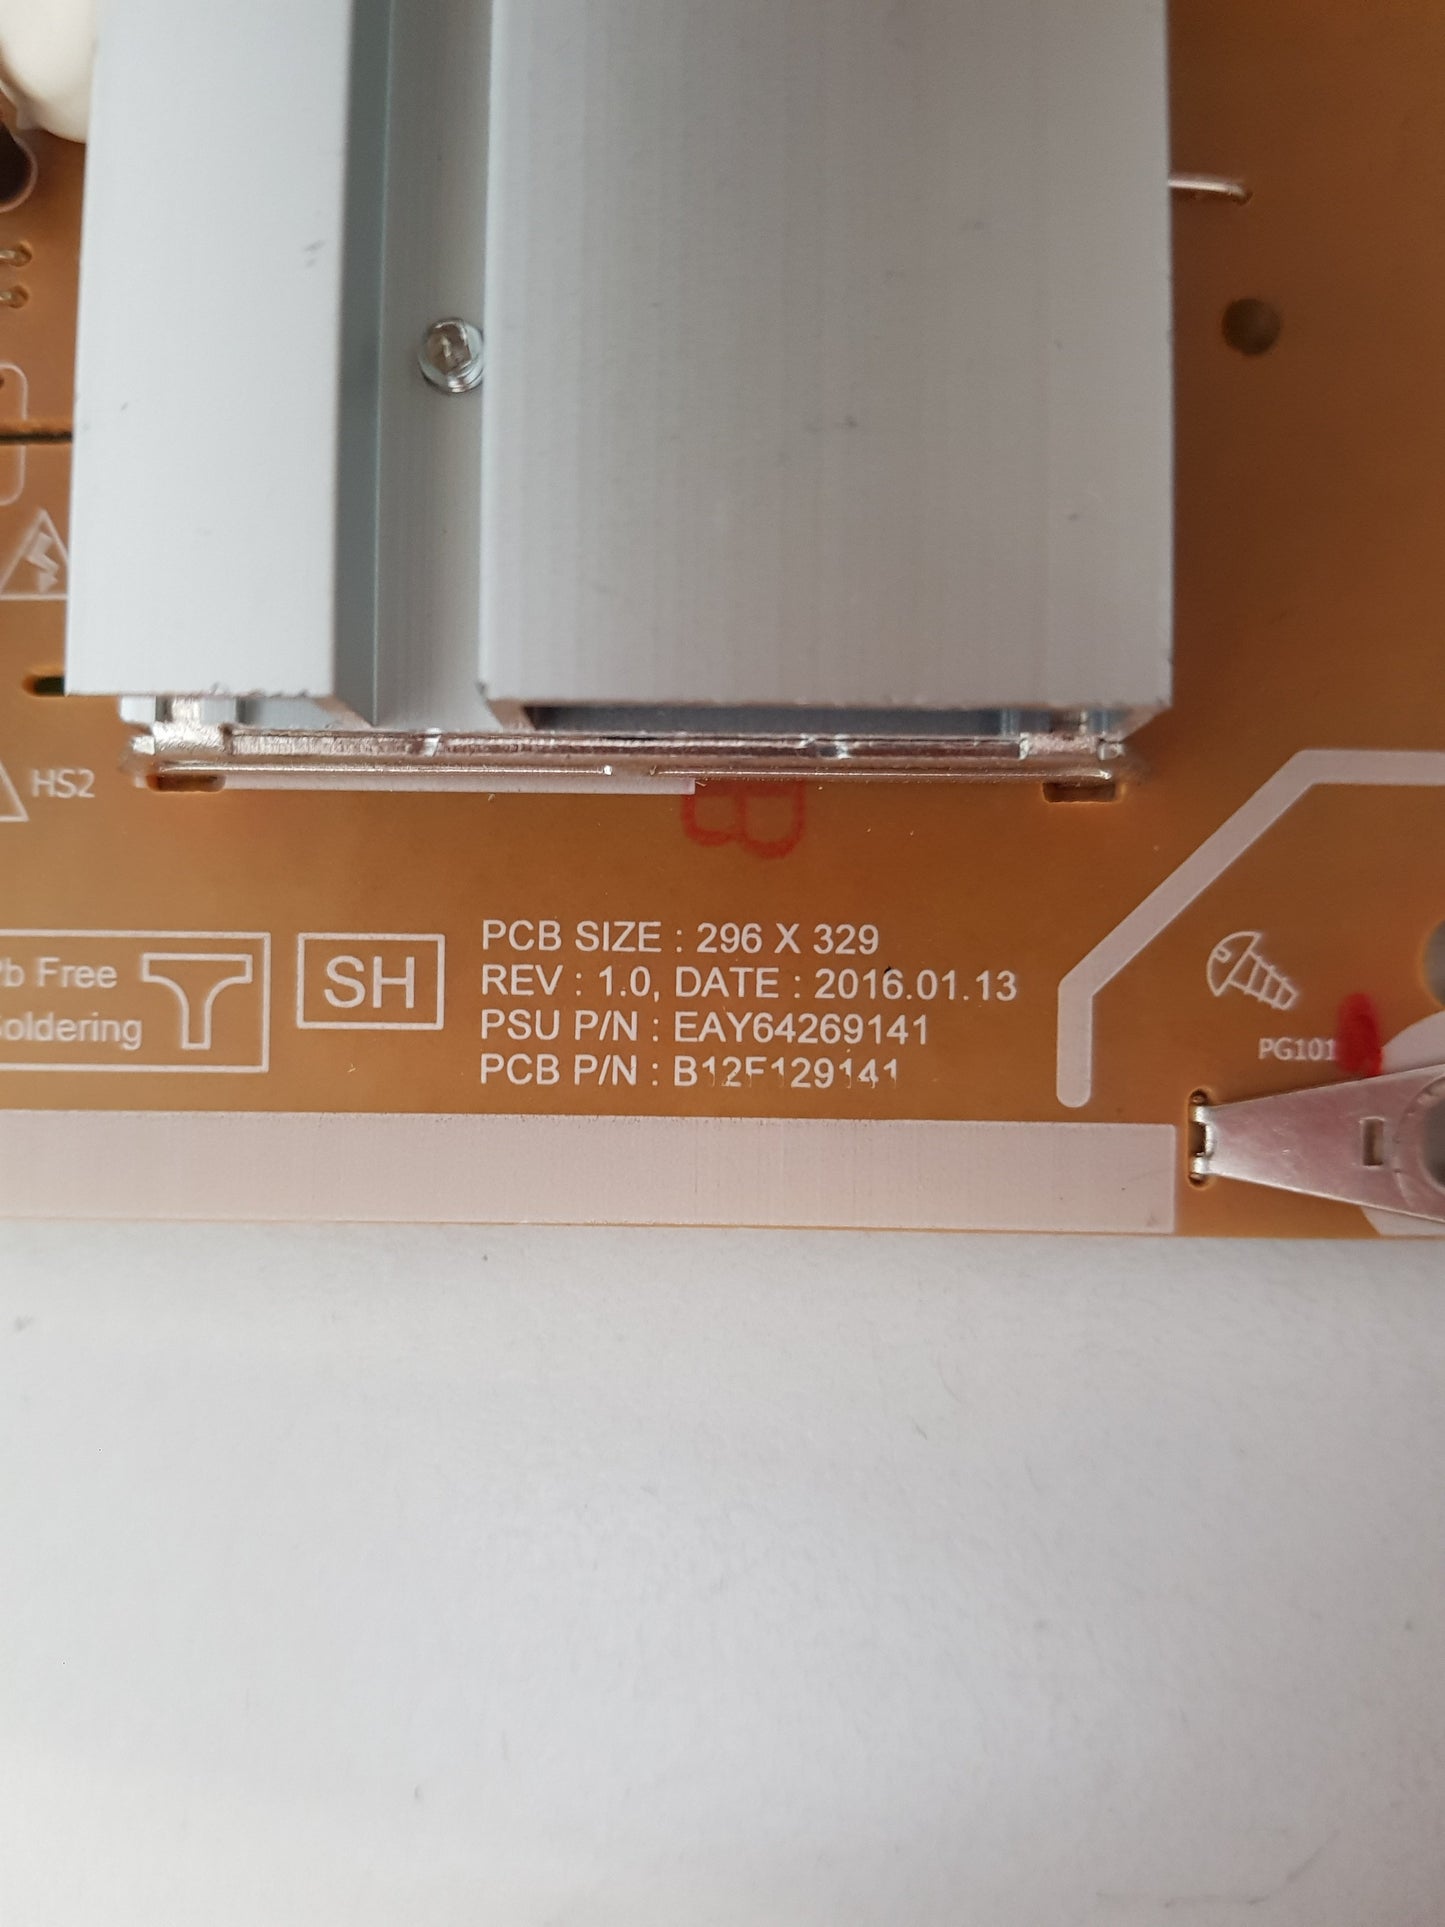 HS2
B
Pb Free
Soldering
SH
PCB SIZE : 296 X 329
REV : 1.0, DATE : 2016.01.13
PSU P/N : EAY64269141
PCB P/N : B12F129141
PG101